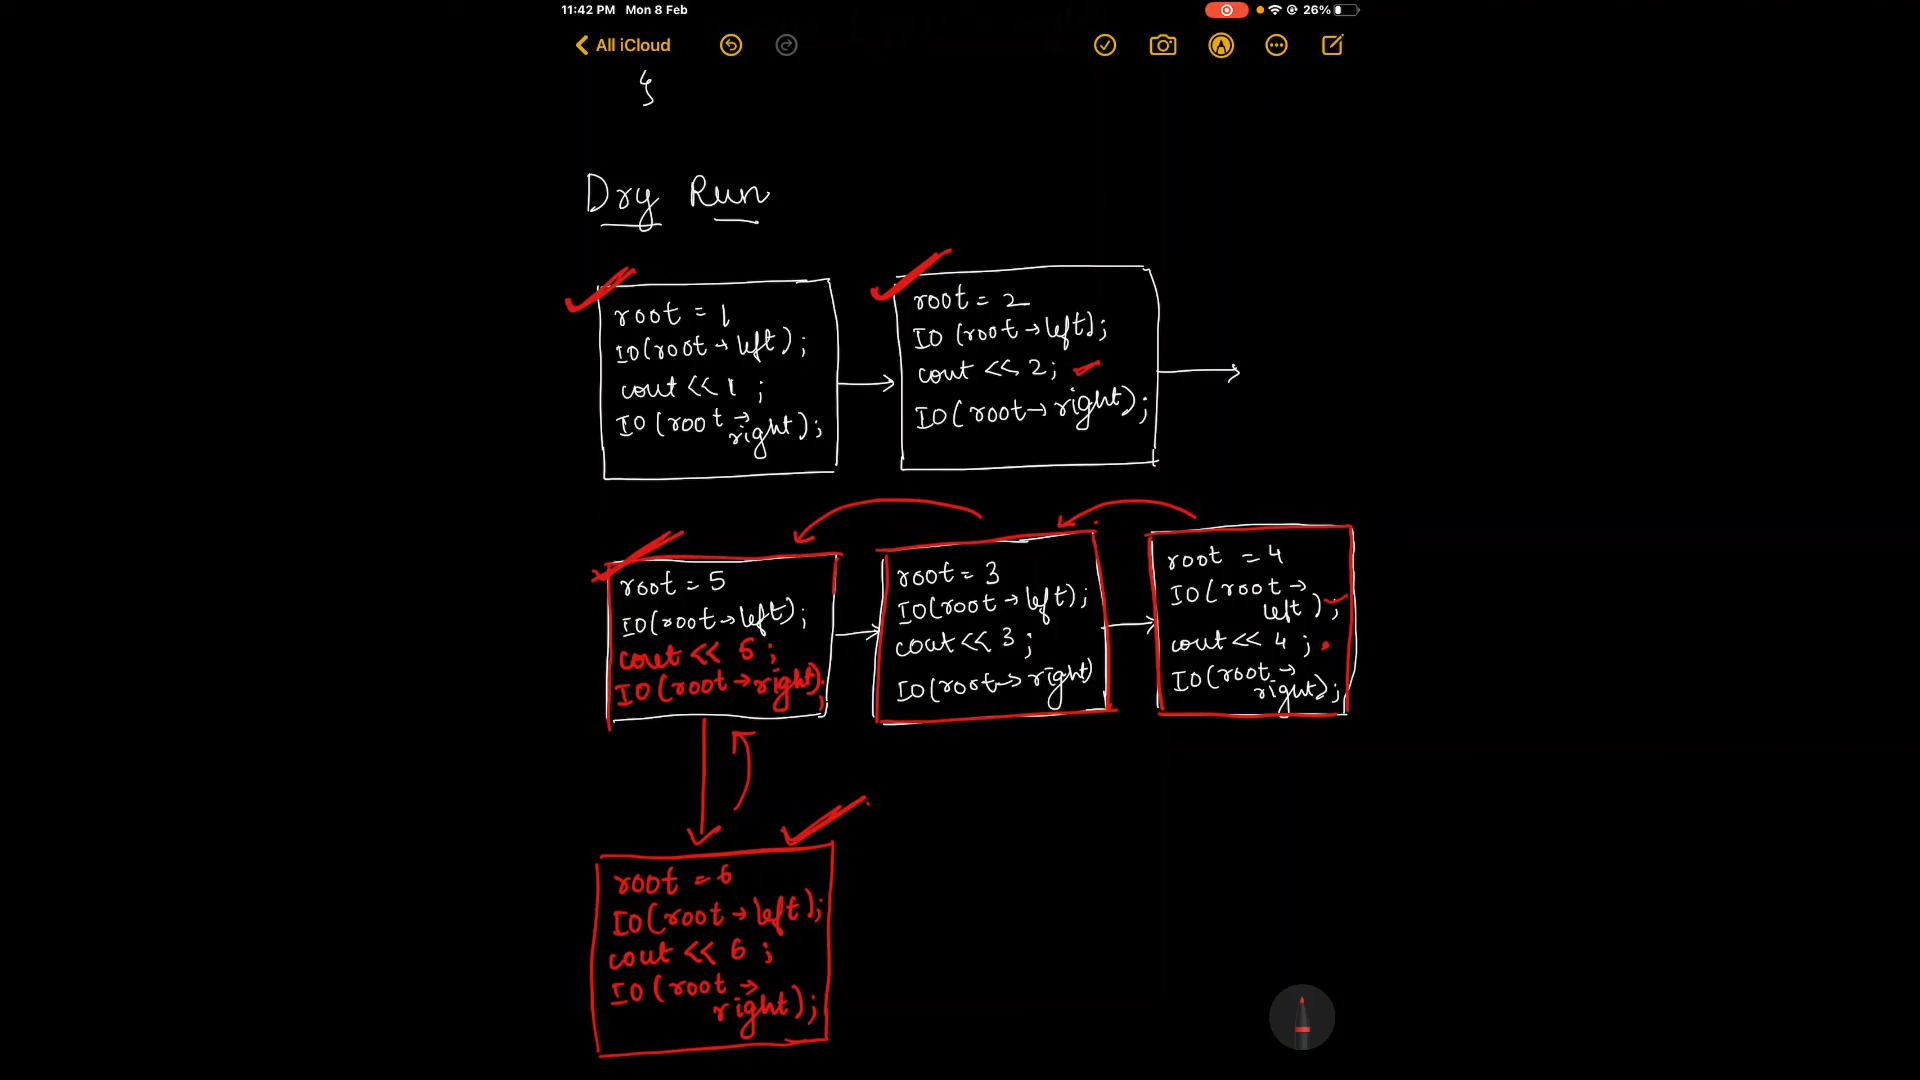 11:42 PM Mon 8 Feb
26%
All iCloud
}
Dry Run
root = 1
IO(root→left);
cout << 1 ;
IO(root→
right);
root = 2
IO (root→left);
cout << 2;
IO(root→right);
root = 5
IO(root→left);
cout << 5 ;
IO(root→right);
root = 3
IO(root→left);
cout << 3 ;
IO(root→right)
root = 4
IO(root→
left);
cout << 4 ;
IO(root→
right);
root = 6
IO(root→left);
cout << 6 ;
IO(root→
right);